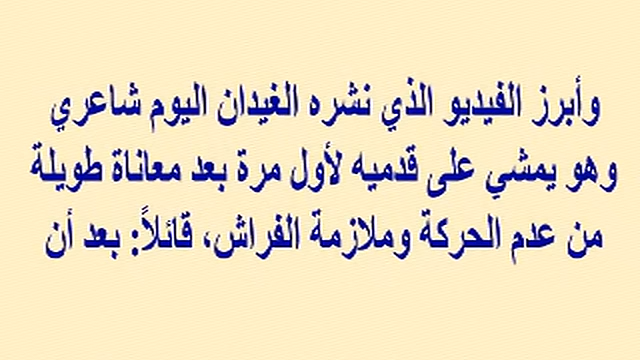 وأبرز الفيديو الذي نشره الغيدان اليوم شاعري
وهو يمشي على قدميه لأول مرة بعد معاناة طويلة
من عدم الحركة وملازمة الفراش، قائلاً: بعد أن